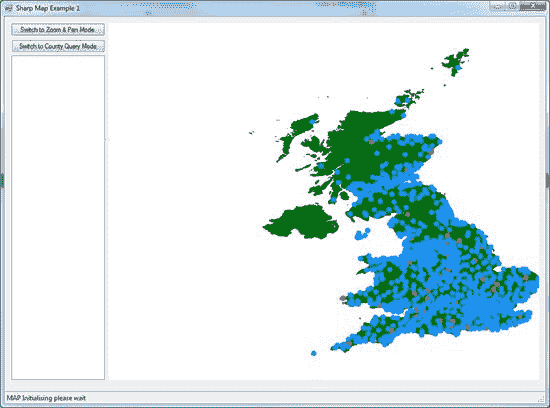 Sharp Map Example 1
Switch to Zoom & Pan Mode
Switch to County Query Mode
MAP Initialising please wait